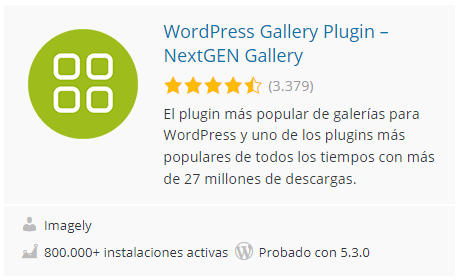 WordPress Gallery Plugin –
NextGEN Gallery
(3.379)
El plugin más popular de galerías para
WordPress y uno de los plugins más
populares de todos los tiempos con más
de 27 millones de descargas.
Imagely
800.000+ instalaciones activas
Probado con 5.3.0